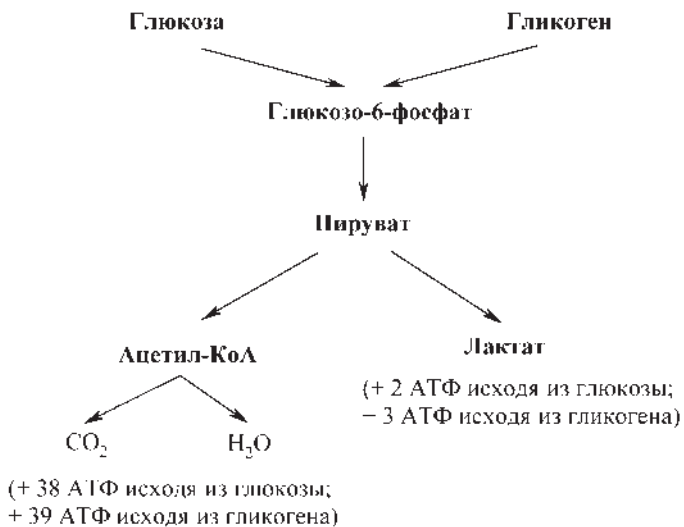 Глюкоза
Гликоген
Глюкозо-6-фосфат
Пируват
Ацетил-КоА
Лактат
(+ 2 АТФ исходя из глюкозы;
− 3 АТФ исходя из гликогена)
CO₂
H₂O
(+ 38 АТФ исходя из глюкозы;
+ 39 АТФ исходя из гликогена)